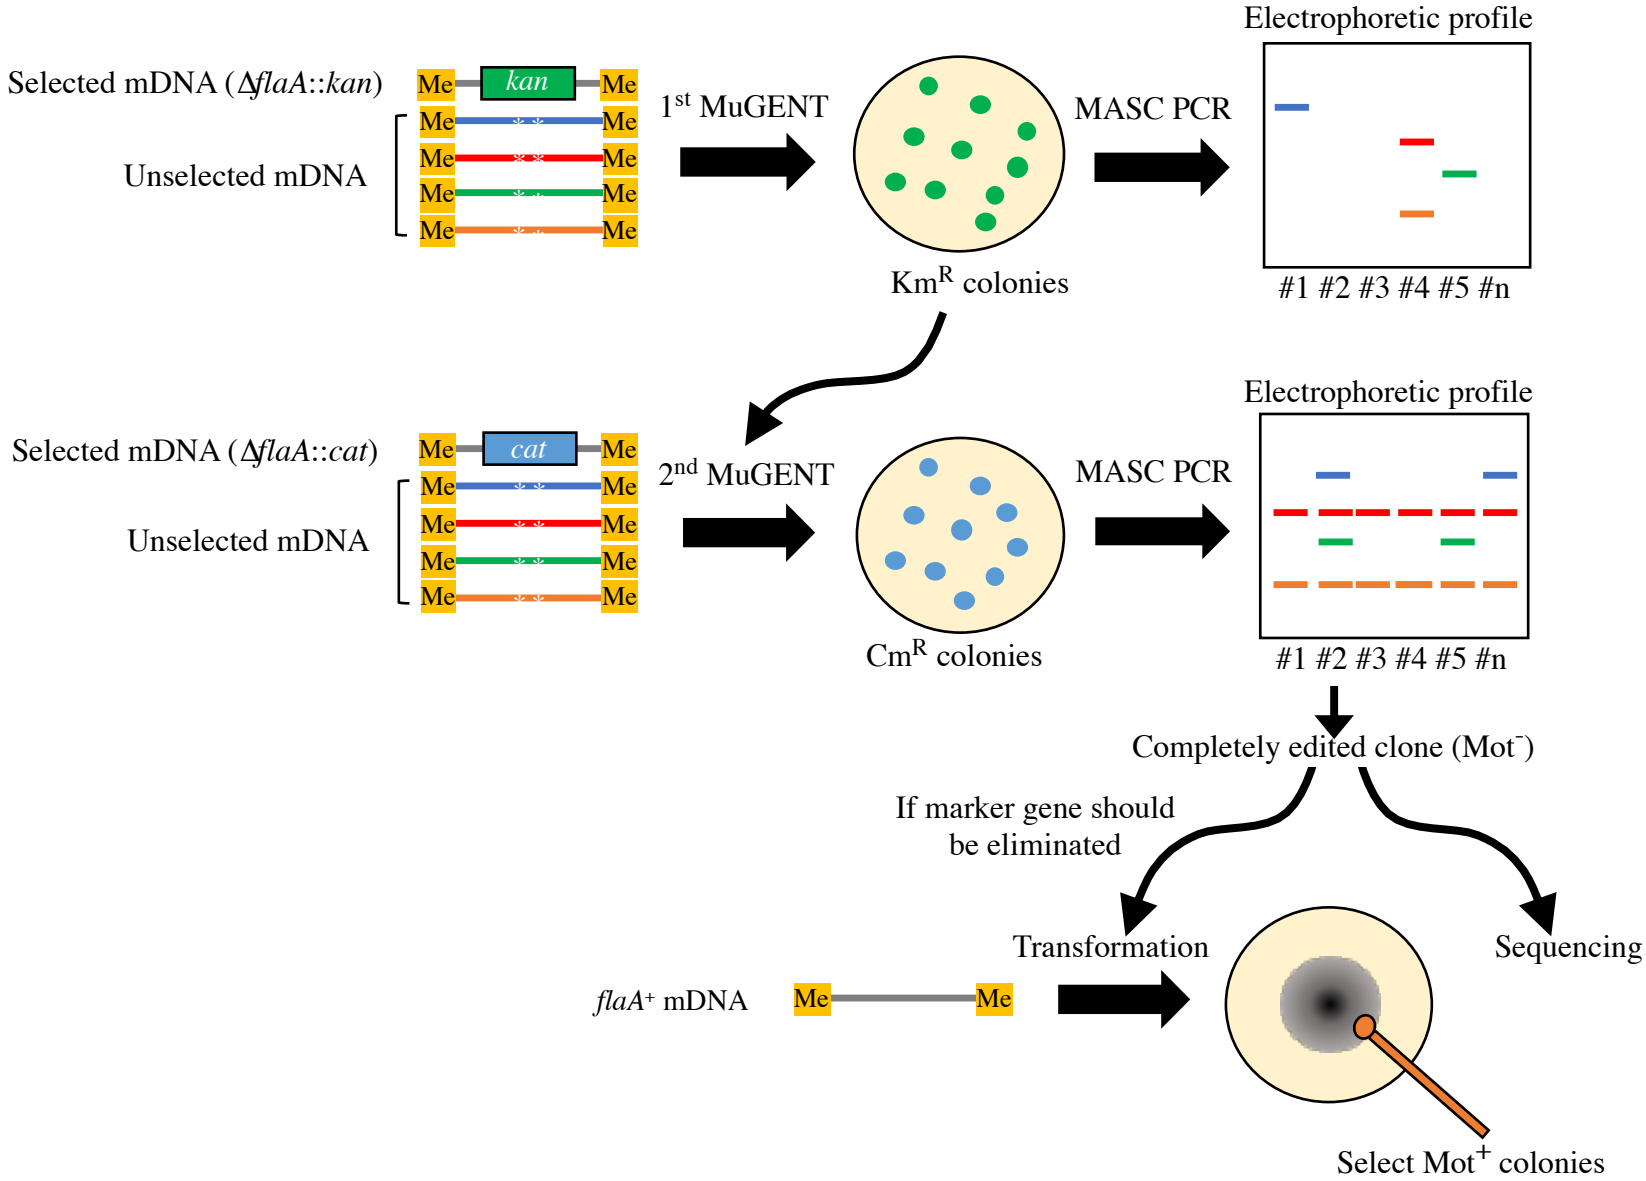 Electrophoretic profile
Selected mDNA (ΔflaA::kan)
Me kan Me
Me ** Me
Me ** Me
Me ** Me
Me ** Me
Unselected mDNA
1st MuGENT
KmR colonies
MASC PCR
#1 #2 #3 #4 #5 #n
Electrophoretic profile
Selected mDNA (ΔflaA::cat)
Me cat Me
Me ** Me
Me ** Me
Me ** Me
Me ** Me
Unselected mDNA
2nd MuGENT
CmR colonies
MASC PCR
#1 #2 #3 #4 #5 #n
Completely edited clone (Mot-)
If marker gene should
be eliminated
Transformation
Sequencing
flaA+ mDNA
Me Me
Select Mot+ colonies